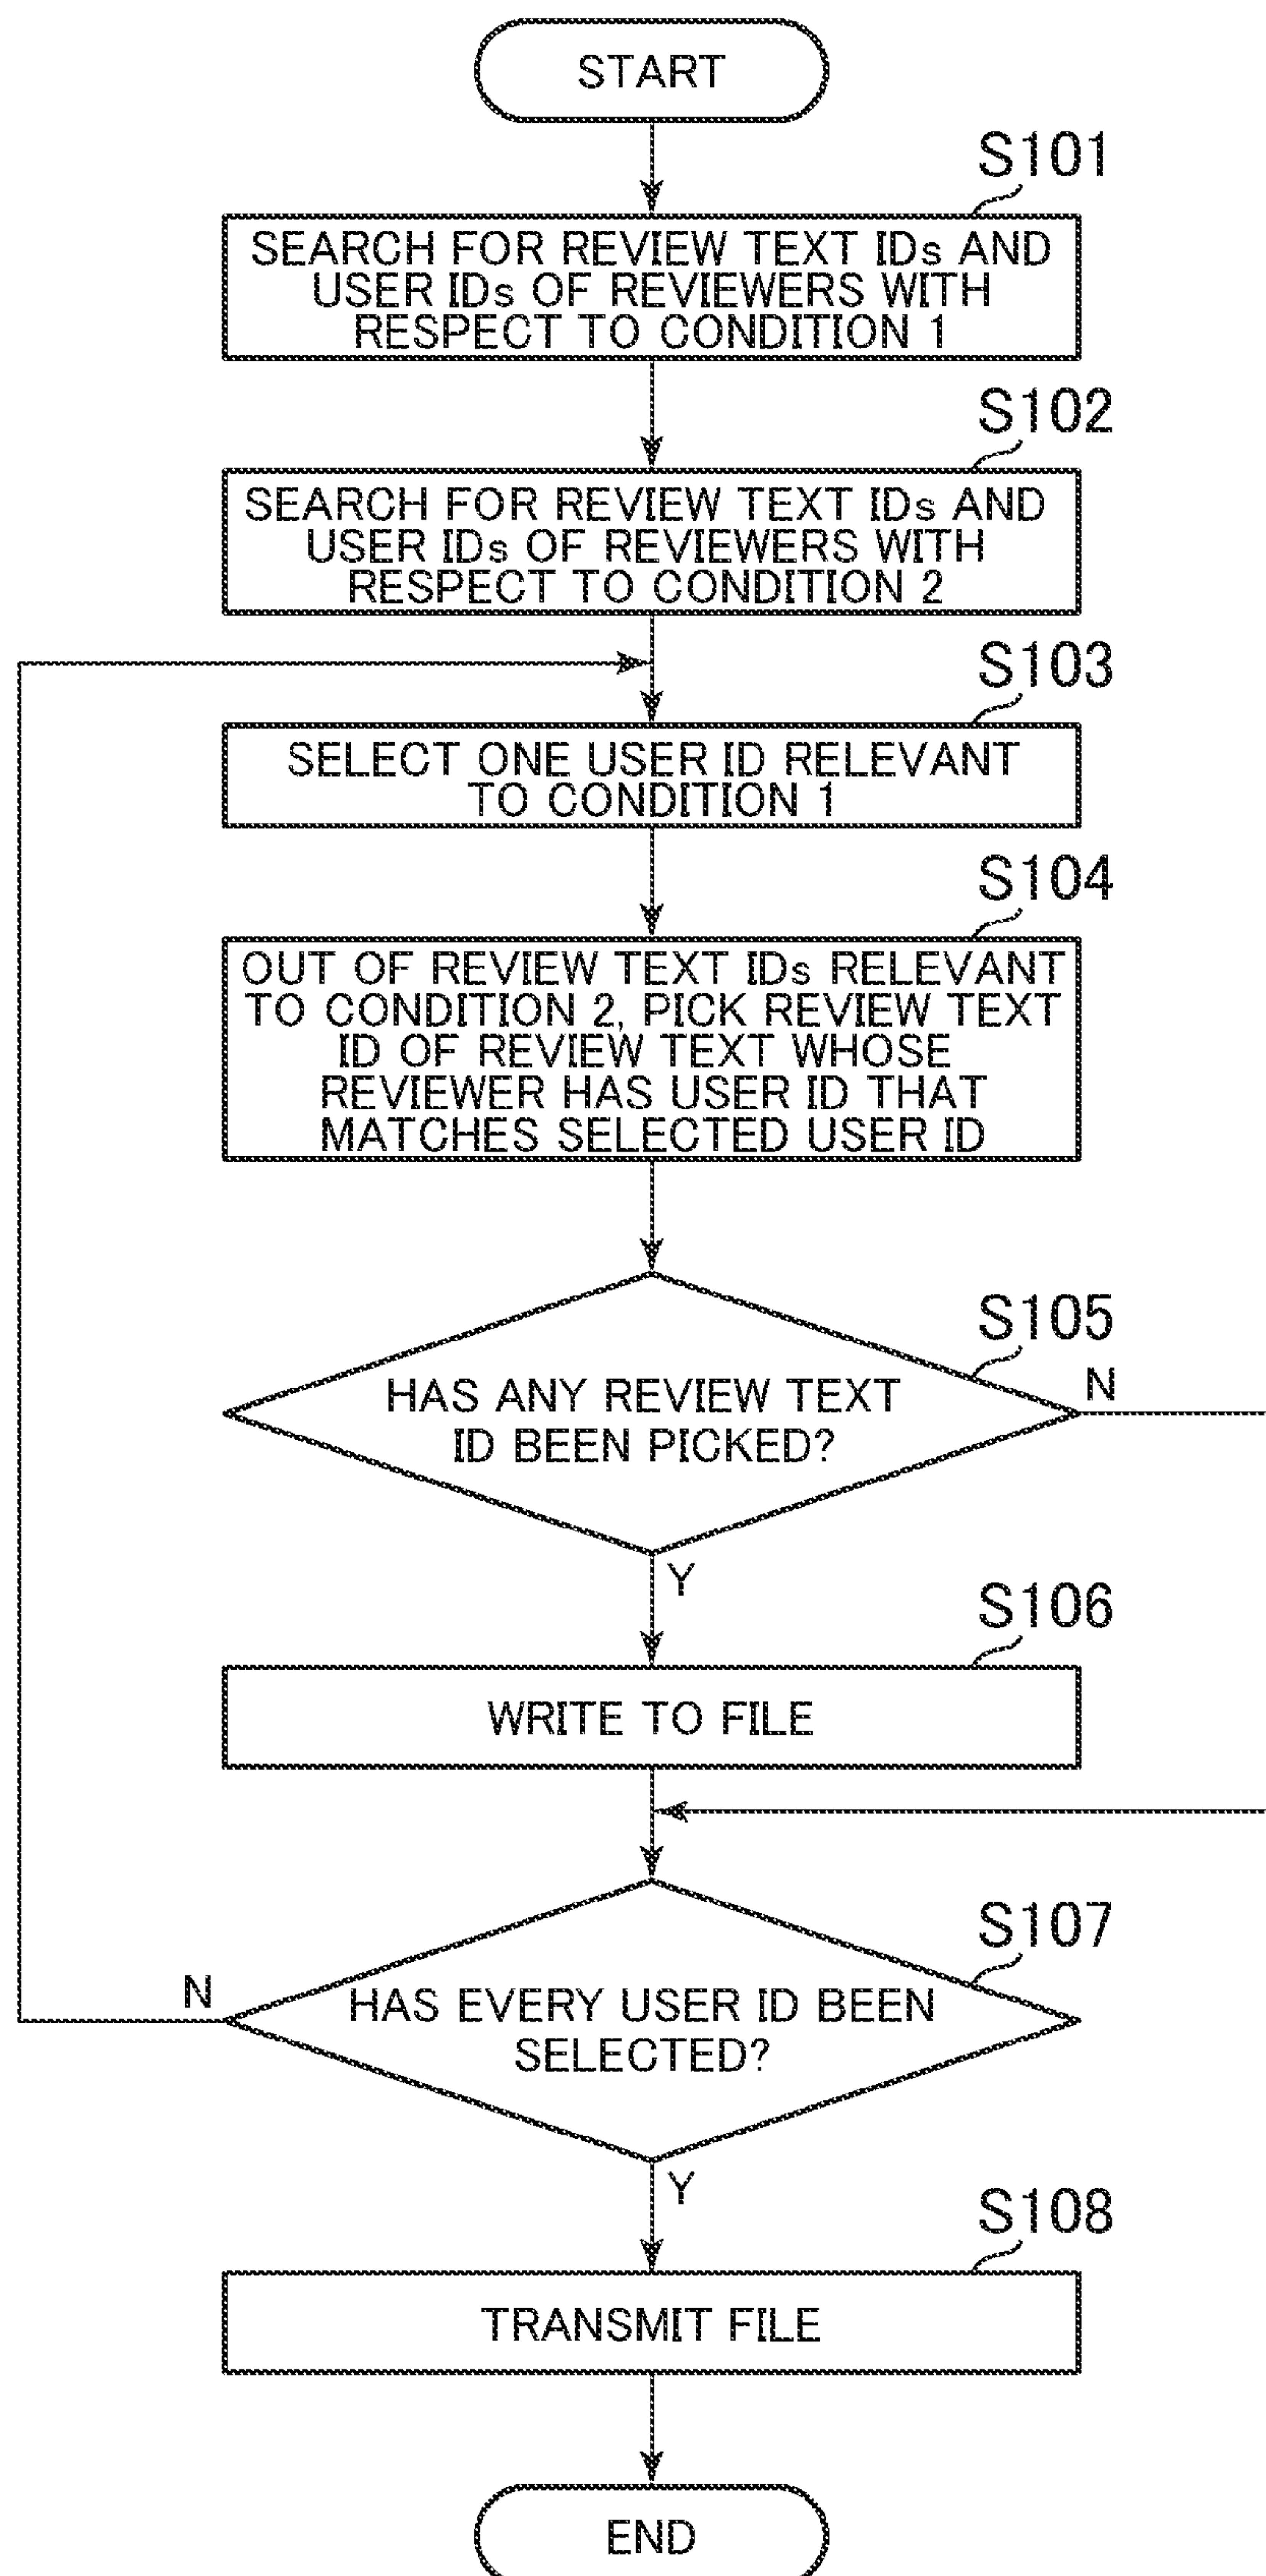 START
S101
SEARCH FOR REVIEW TEXT IDs AND
USER IDs OF REVIEWERS WITH
RESPECT TO CONDITION 1
S102
SEARCH FOR REVIEW TEXT IDs AND
USER IDs OF REVIEWERS WITH
RESPECT TO CONDITION 2
S103
SELECT ONE USER ID RELEVANT
TO CONDITION 1
S104
OUT OF REVIEW TEXT IDs RELEVANT
TO CONDITION 2, PICK REVIEW TEXT
ID OF REVIEW TEXT WHOSE
REVIEWER HAS USER ID THAT
MATCHES SELECTED USER ID
S105
N
HAS ANY REVIEW TEXT
ID BEEN PICKED?
Y
S106
WRITE TO FILE
S107
N
HAS EVERY USER ID BEEN
SELECTED?
Y
S108
TRANSMIT FILE
END